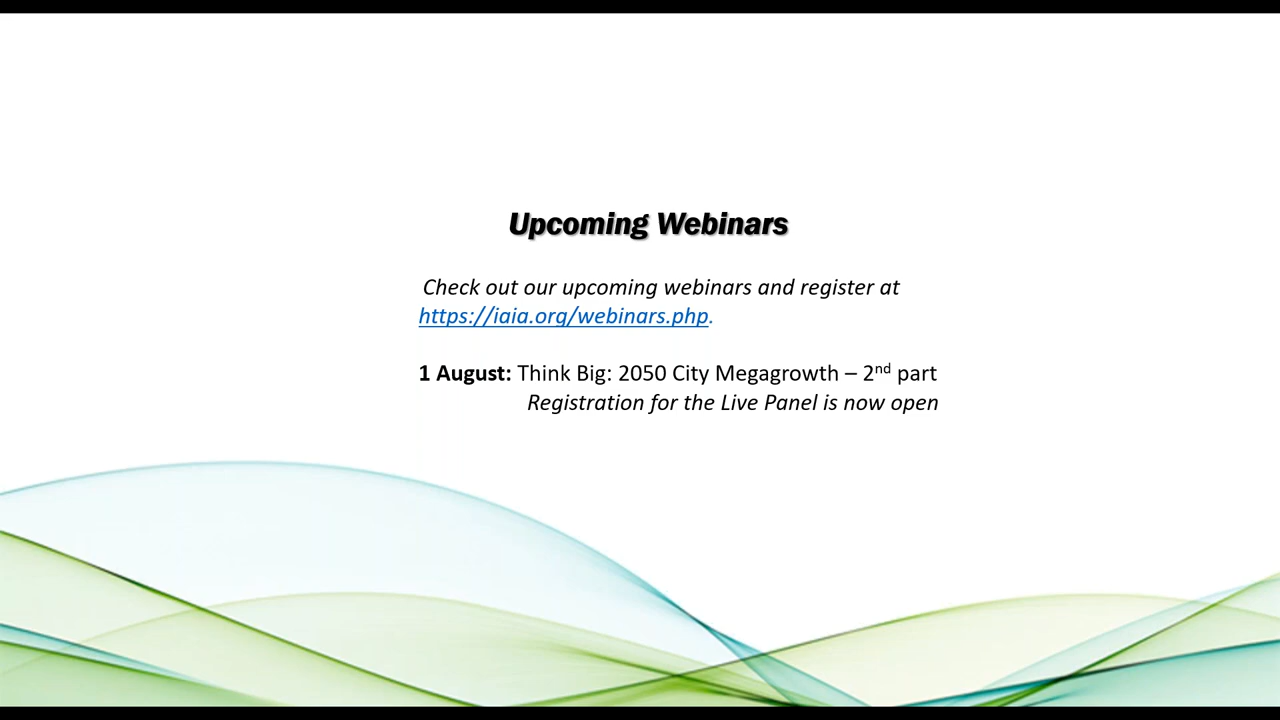 Upcoming Webinars
Check out our upcoming webinars and register at
https://iaia.org/webinars.php.
1 August: Think Big: 2050 City Megagrowth – 2nd part
Registration for the Live Panel is now open